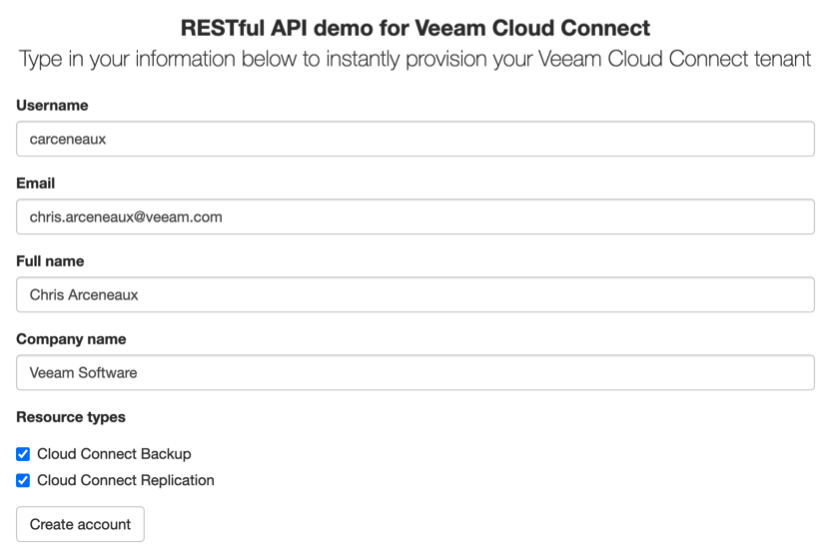 RESTful API demo for Veeam Cloud Connect
Type in your information below to instantly provision your Veeam Cloud Connect tenant
Username
carceneaux
Email
chris.arceneaux@veeam.com
Full name
Chris Arceneaux
Company name
Veeam Software
Resource types
Cloud Connect Backup
Cloud Connect Replication
Create account